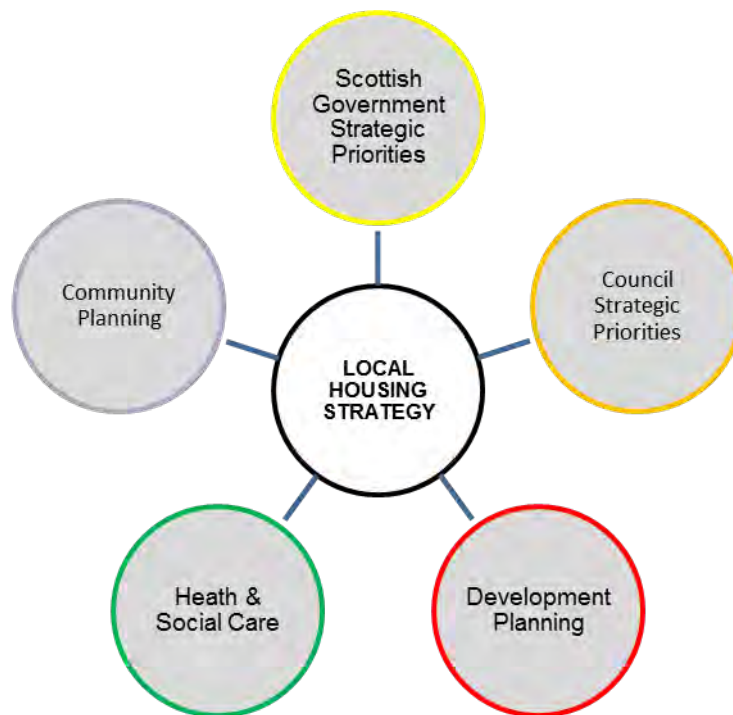 Scottish
Government
Strategic
Priorities
Community
Planning
Council
Strategic
Priorities
LOCAL
HOUSING
STRATEGY
Heath &
Social Care
Development
Planning